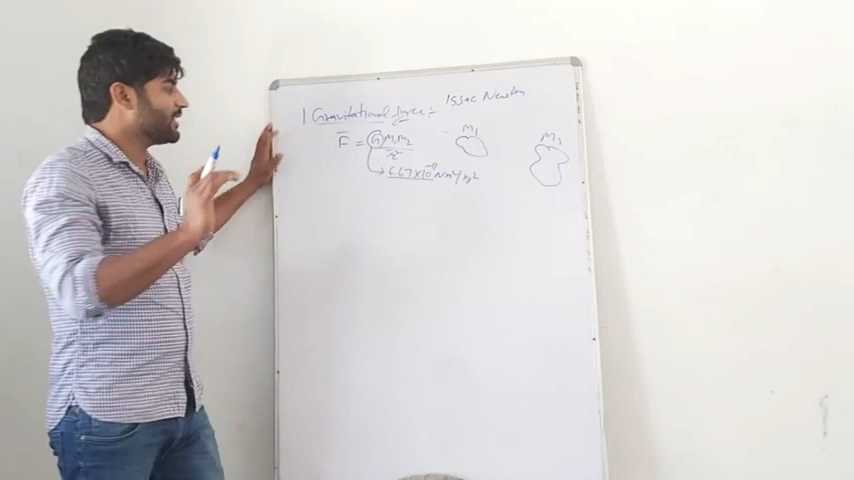 1 Gravitational force :- Issac Newton
F = G M₁M₂
r²
→ 6.67×10⁻¹¹ Nm²/kg²
M₁
M₂